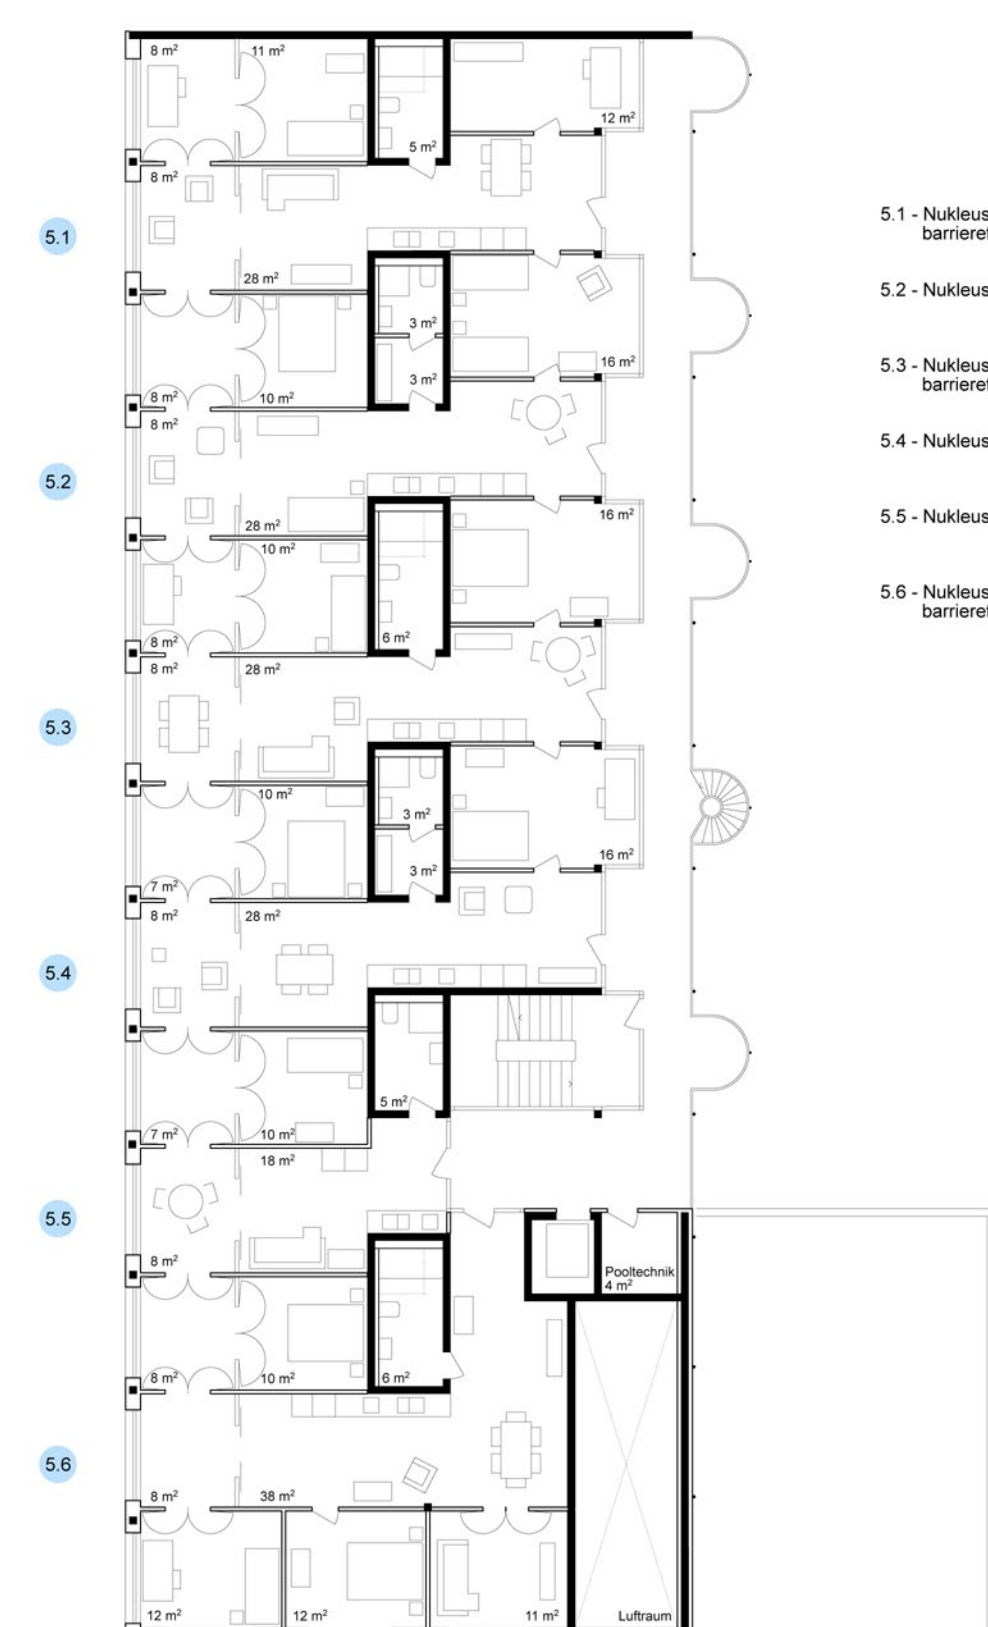 8 m²
11 m²
12 m²
5 m²
8 m²
5.1
28 m²
3 m²
3 m²
16 m²
8 m²
10 m²
8 m²
5.2
28 m²
16 m²
10 m²
6 m²
8 m²
8 m²
28 m²
5.3
10 m²
3 m²
3 m²
16 m²
7 m²
8 m²
28 m²
5.4
5 m²
7 m²
10 m²
18 m²
5.5
8 m²
Pooltechnik
4 m²
8 m²
10 m²
6 m²
5.6
8 m²
38 m²
12 m²
12 m²
11 m²
Luftraum
5.1 - Nukleus
barrieref
5.2 - Nukleus
5.3 - Nukleus
barrieref
5.4 - Nukleus
5.5 - Nukleus
5.6 - Nukleus
barrieref